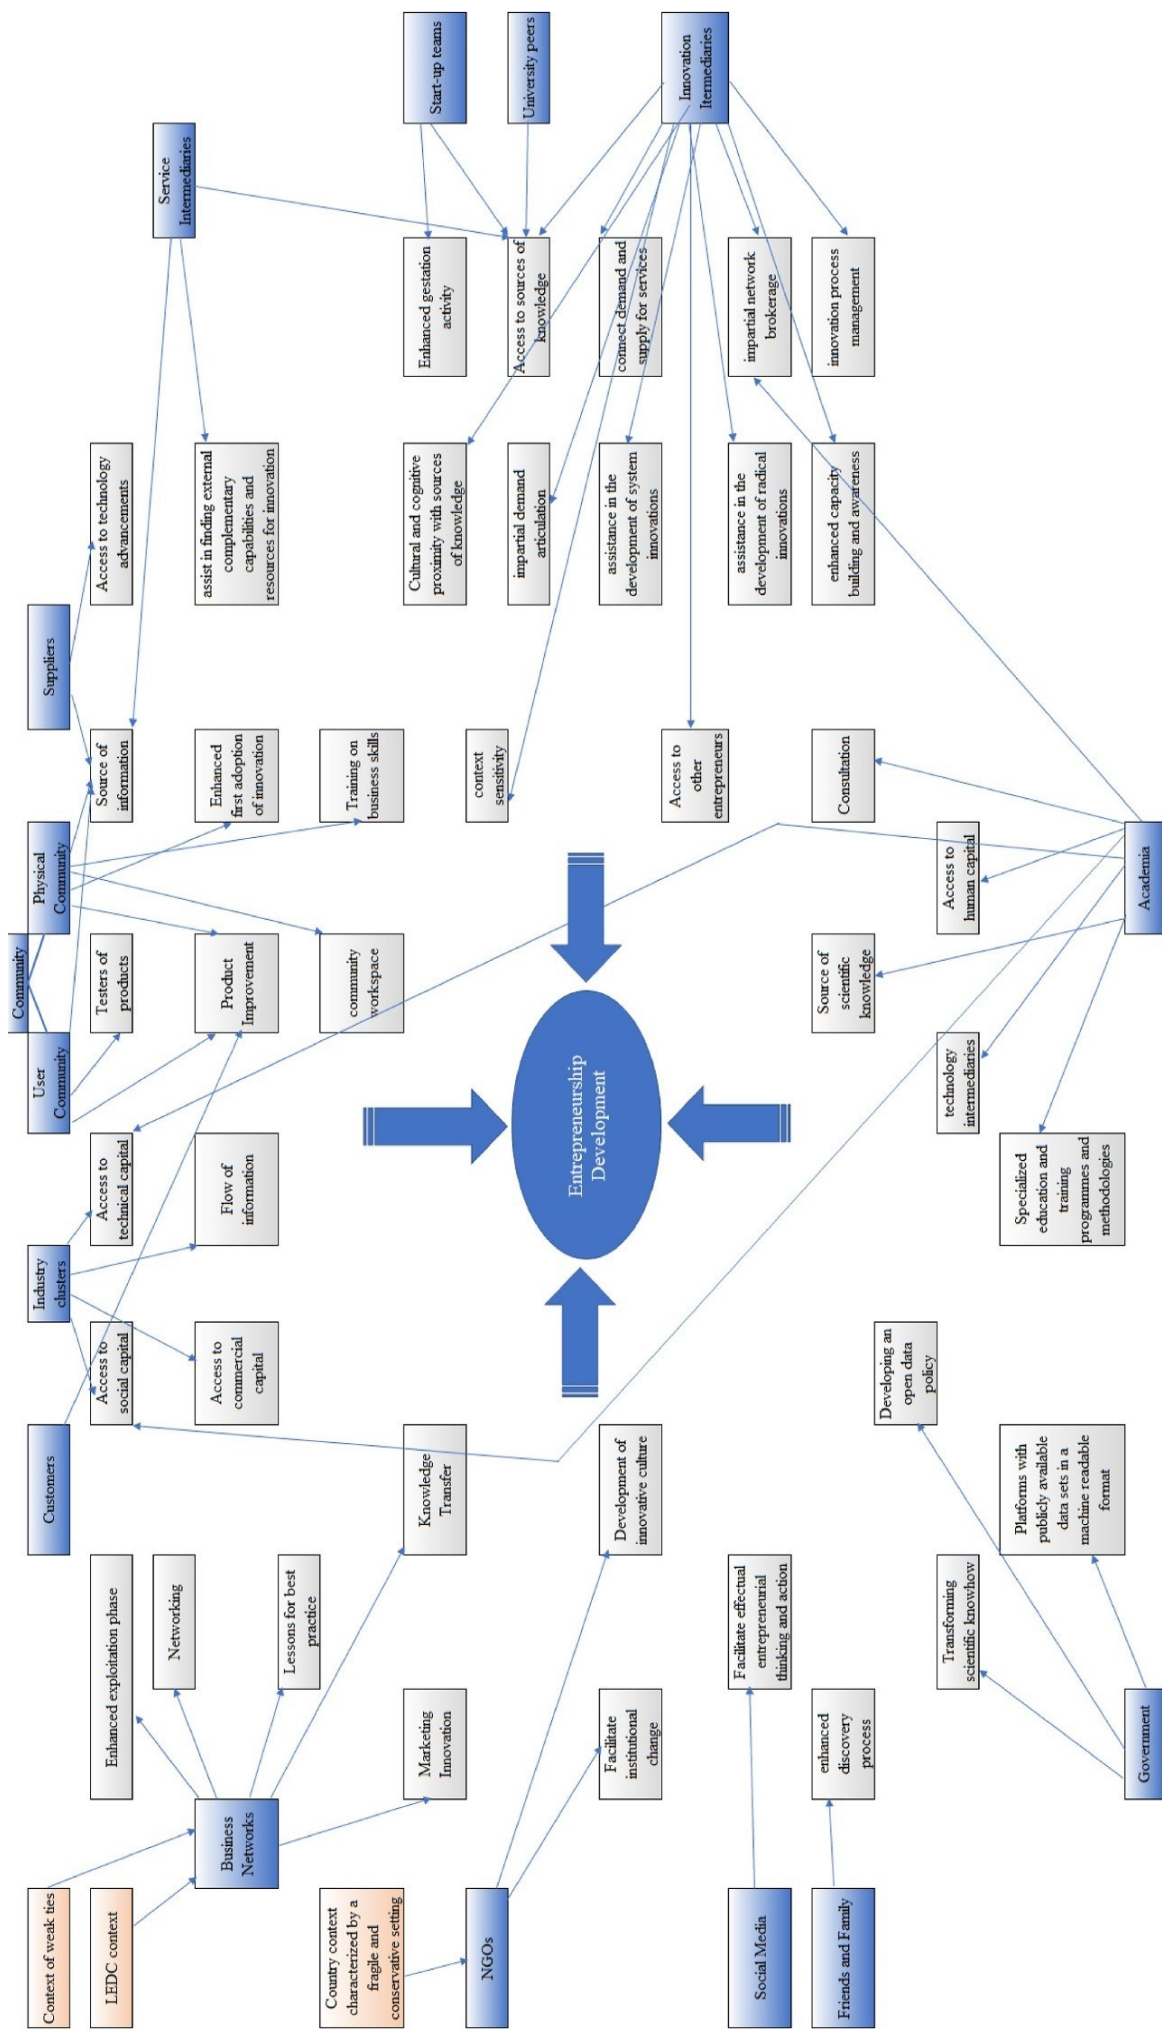 Context of weak ties
LEDC context
Business
Networks
Enhanced exploitation phase
Networking
Lessons for best
practice
Knowledge
Transfer
Marketing
Innovation
Country context
characterized by a
fragile and
conservative setting
NGOs
Development of
innovative culture
Facilitate
institutional
change
Social Media
Facilitate effectual
entrepreneurial
thinking and action
Friends and Family
enhanced
discovery
process
Government
Transforming
scientific knowhow
Platforms with
publicly available
data sets in a
machine readable
format
Developing an
open data
policy
Customers
Industry
clusters
Access to
social capital
Access to
technical capital
Access to
commercial
capital
Flow of
information
Community
User
Community
Physical
Community
Testers of
products
Source of
information
Product
Improvement
Enhanced
first adoption
of innovation
community
workspace
Training on
business skills
Suppliers
Access to technology
advancements
Service
Intermediaries
assist in finding external
complementary
capabilities and
resources for innovation
Entrepreneurship
Development
Start-up teams
University peers
Innovation
Itermediaries
Enhanced gestation
activity
Access to sources of
knowledge
connect demand and
supply for services
impartial network
brokerage
innovation process
management
Cultural and cognitive
proximity with sources
of knowledge
impartial demand
articulation
assistance in the
development of system
innovations
assistance in the
development of radical
innovations
enhanced capacity
building and awareness
context
sensitivity
Access to
other
entrepreneurs
Consultation
Access to
human capital
Source of
scientific
knowledge
technology
intermediaries
Specialized
education and
training
programmes and
methodologies
Academia